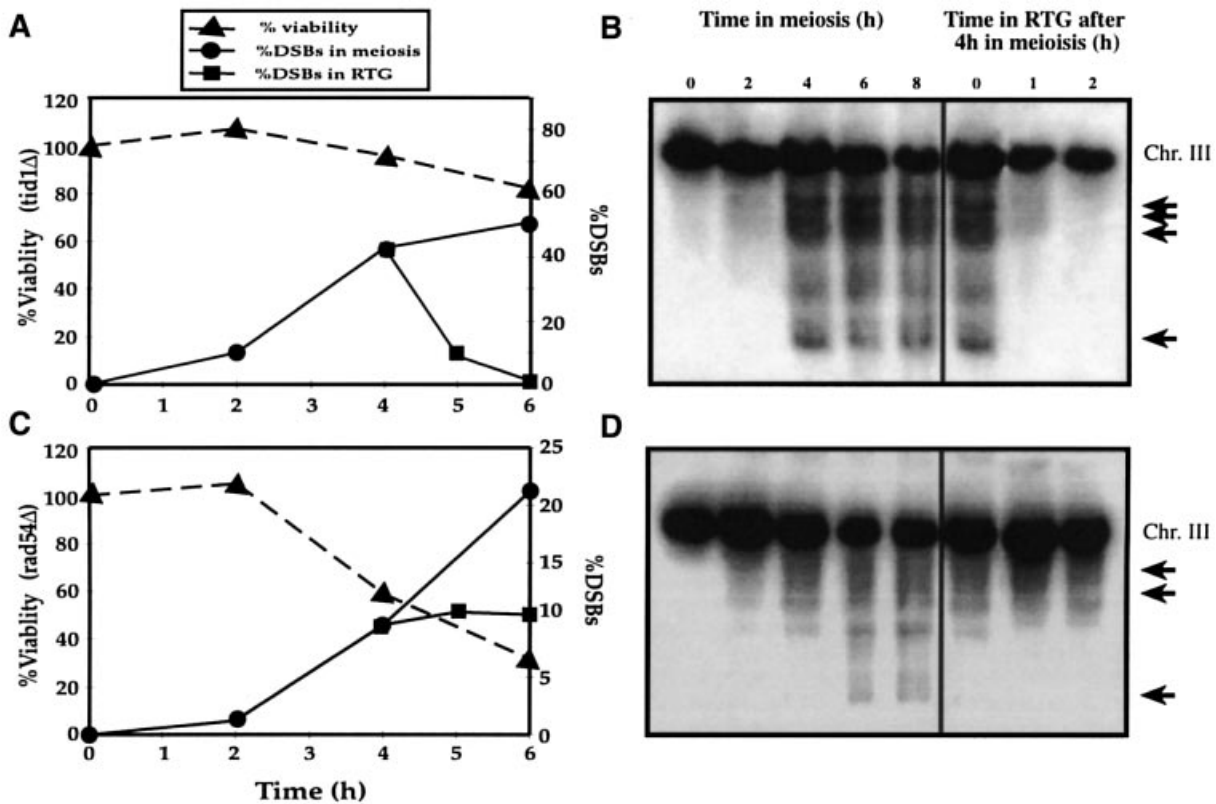 A
% viability
%DSBs in meiosis
%DSBs in RTG
120
100
80
60
40
20
0
%Viablity (tid1Δ)
80
60
40
20
0
%DSBs
0 1 2 3 4 5 6
B
Time in meiosis (h)
Time in RTG after
4h in meioisis (h)
0 2 4 6 8 0 1 2
Chr. III
C
120
100
80
60
40
20
0
%Viablity (rad54Δ)
25
20
15
10
5
0
%DSBs
0 1 2 3 4 5 6
Time (h)
D
Chr. III